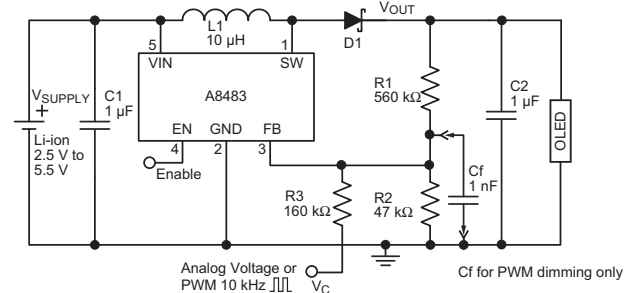 L1
10 µH
VOUT
D1
5
VIN
1
SW
A8483
EN
GND
FB
4
2
3
VSUPPLY
+
Li-ion
2.5 V to
5.5 V
C1
1 µF
Enable
R1
560 kΩ
C2
1 µF
OLED
Cf
1 nF
R3
160 kΩ
R2
47 kΩ
Analog Voltage or
PWM 10 kHz
VC
Cf for PWM dimming only